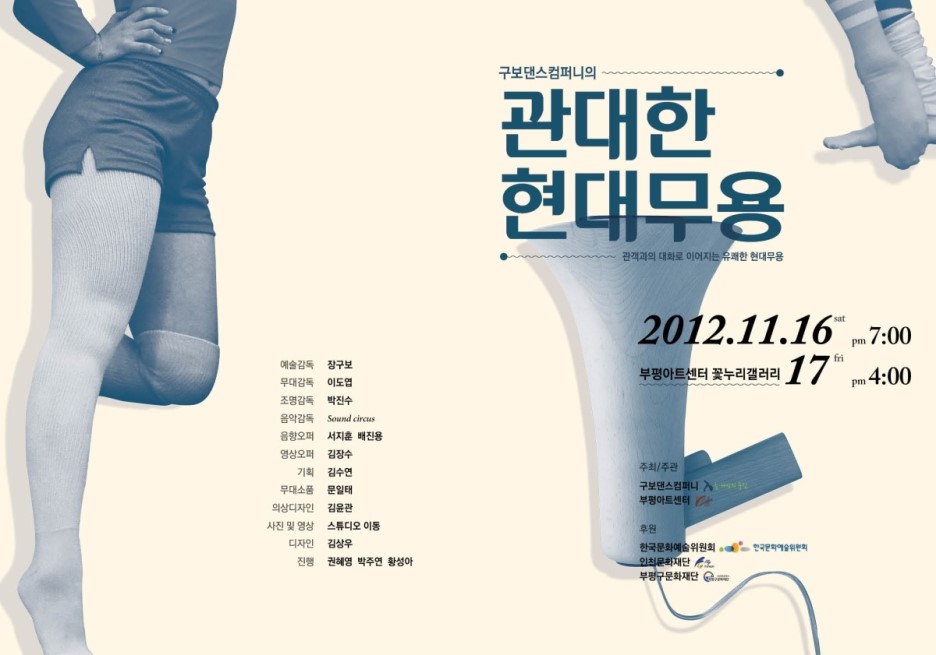 구보댄스컴퍼니의
관대한
현대무용
관객과의 대화로 이어지는 유쾌한 현대무용
2012.11.16 sat pm 7:00
부평아트센터 꽃누리갤러리 17 fri pm 4:00
예술감독 장구보
무대감독 이도엽
조명감독 박진수
음악감독 Sound circus
음향오퍼 서지훈 배진용
영상오퍼 김장수
기획 김수연
무대소품 문일태
의상디자인 김윤관
사진 및 영상 스튜디오 이동
디자인 김상우
진행 권혜영 박주연 황성아
주최/주관
구보댄스컴퍼니
부평아트센터
후원
한국문화예술위원회 한국문화예술위원회
인천문화재단
부평구문화재단